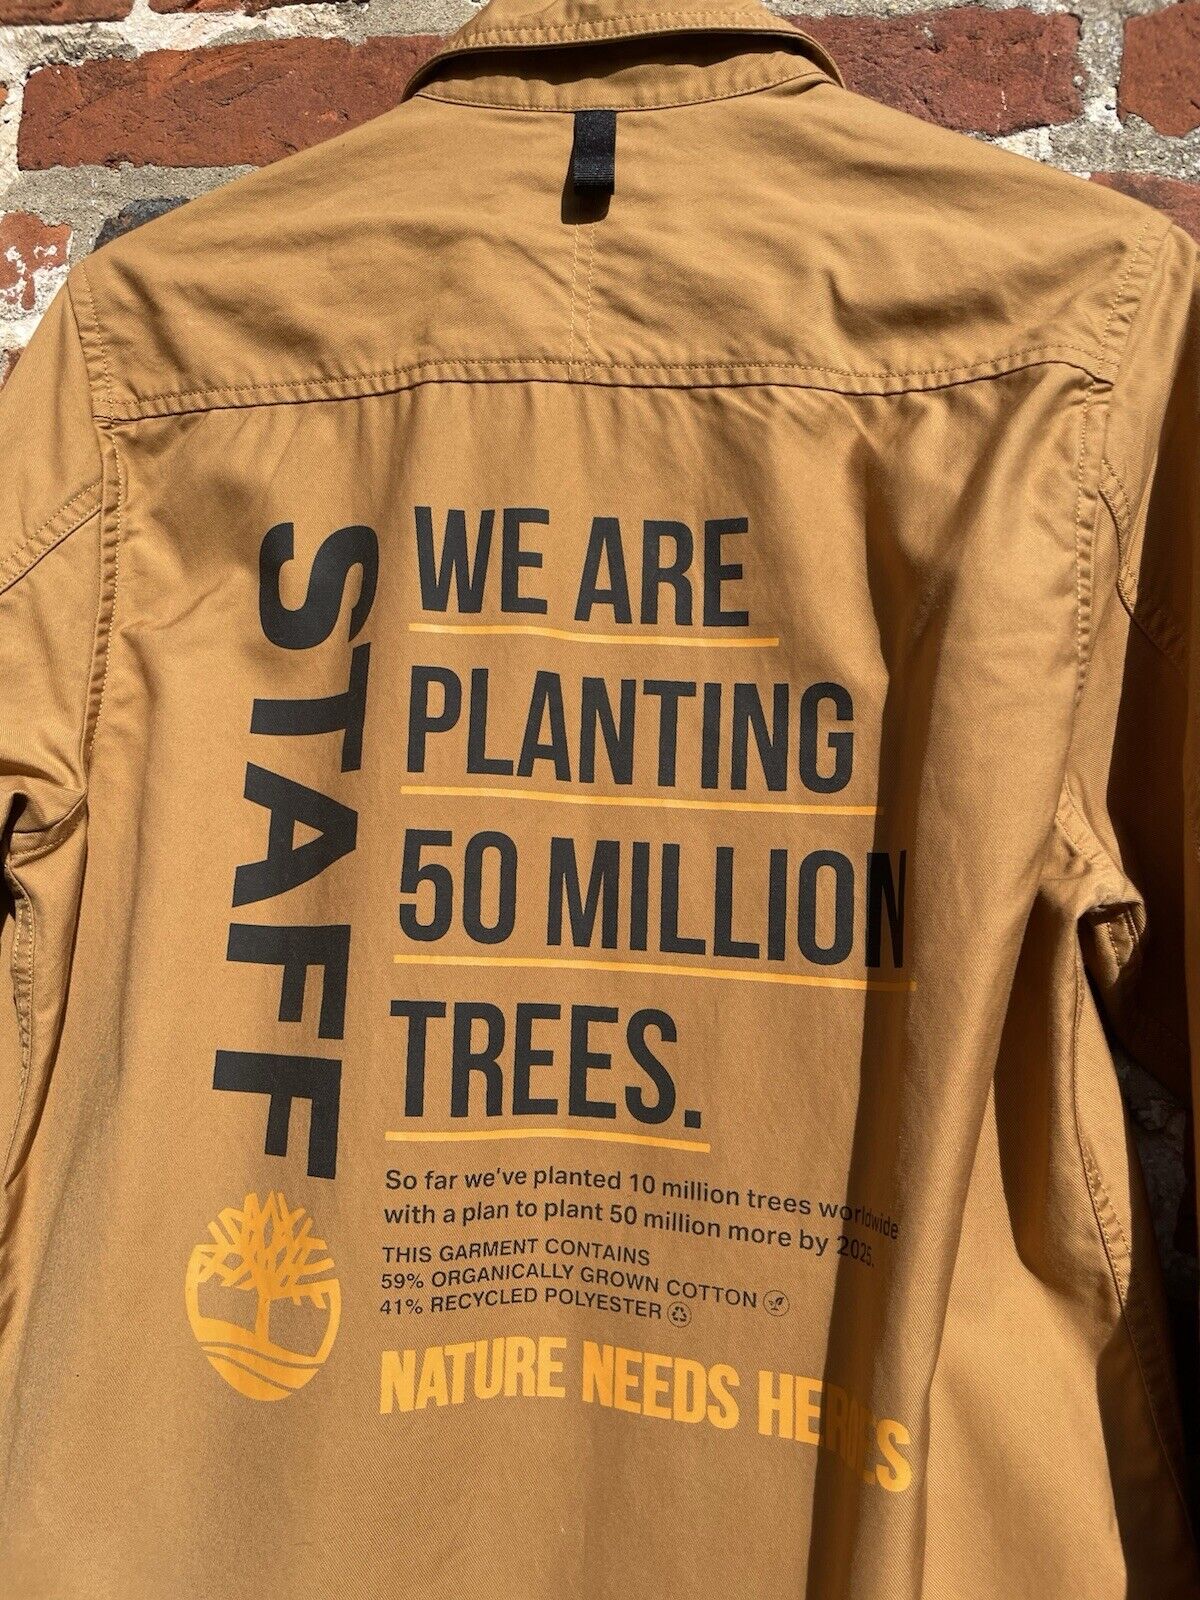 STAFF
WE ARE
PLANTING
50 MILLION
TREES.
So far we've planted 10 million trees worldwide
with a plan to plant 50 million more by 2025.
THIS GARMENT CONTAINS
59% ORGANICALLY GROWN COTTON
41% RECYCLED POLYESTER
NATURE NEEDS HEROES